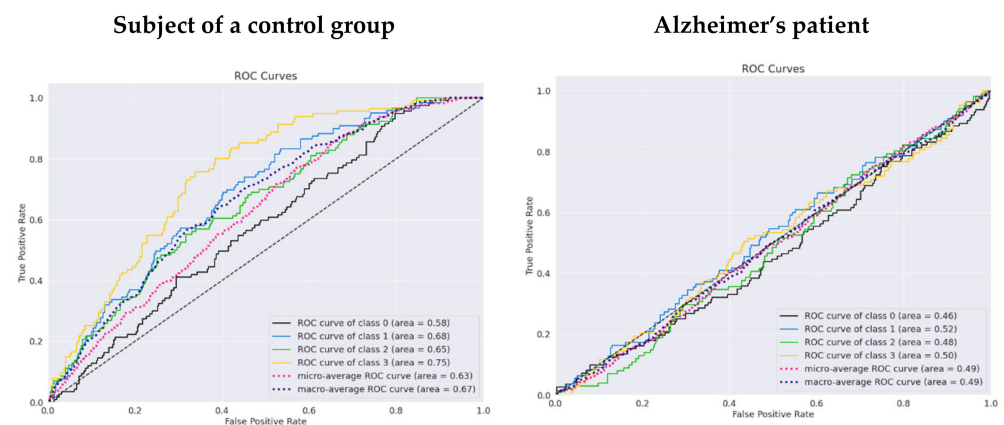 Subject of a control group
Alzheimer's patient
ROC Curves
1.0
0.8
0.6
0.4
0.2
0.0
True Positive Rate
ROC curve of class 0 (area = 0.58)
ROC curve of class 1 (area = 0.68)
ROC curve of class 2 (area = 0.65)
ROC curve of class 3 (area = 0.75)
micro-average ROC curve (area = 0.63)
macro-average ROC curve (area = 0.67)
0.0 0.2 0.4 0.6 0.8 1.0
False Positive Rate
ROC Curves
1.0
0.8
0.6
0.4
0.2
0.0
True Positive Rate
ROC curve of class 0 (area = 0.46)
ROC curve of class 1 (area = 0.52)
ROC curve of class 2 (area = 0.48)
ROC curve of class 3 (area = 0.50)
micro-average ROC curve (area = 0.49)
macro-average ROC curve (area = 0.49)
0.0 0.2 0.4 0.6 0.8 1.0
False Positive Rate